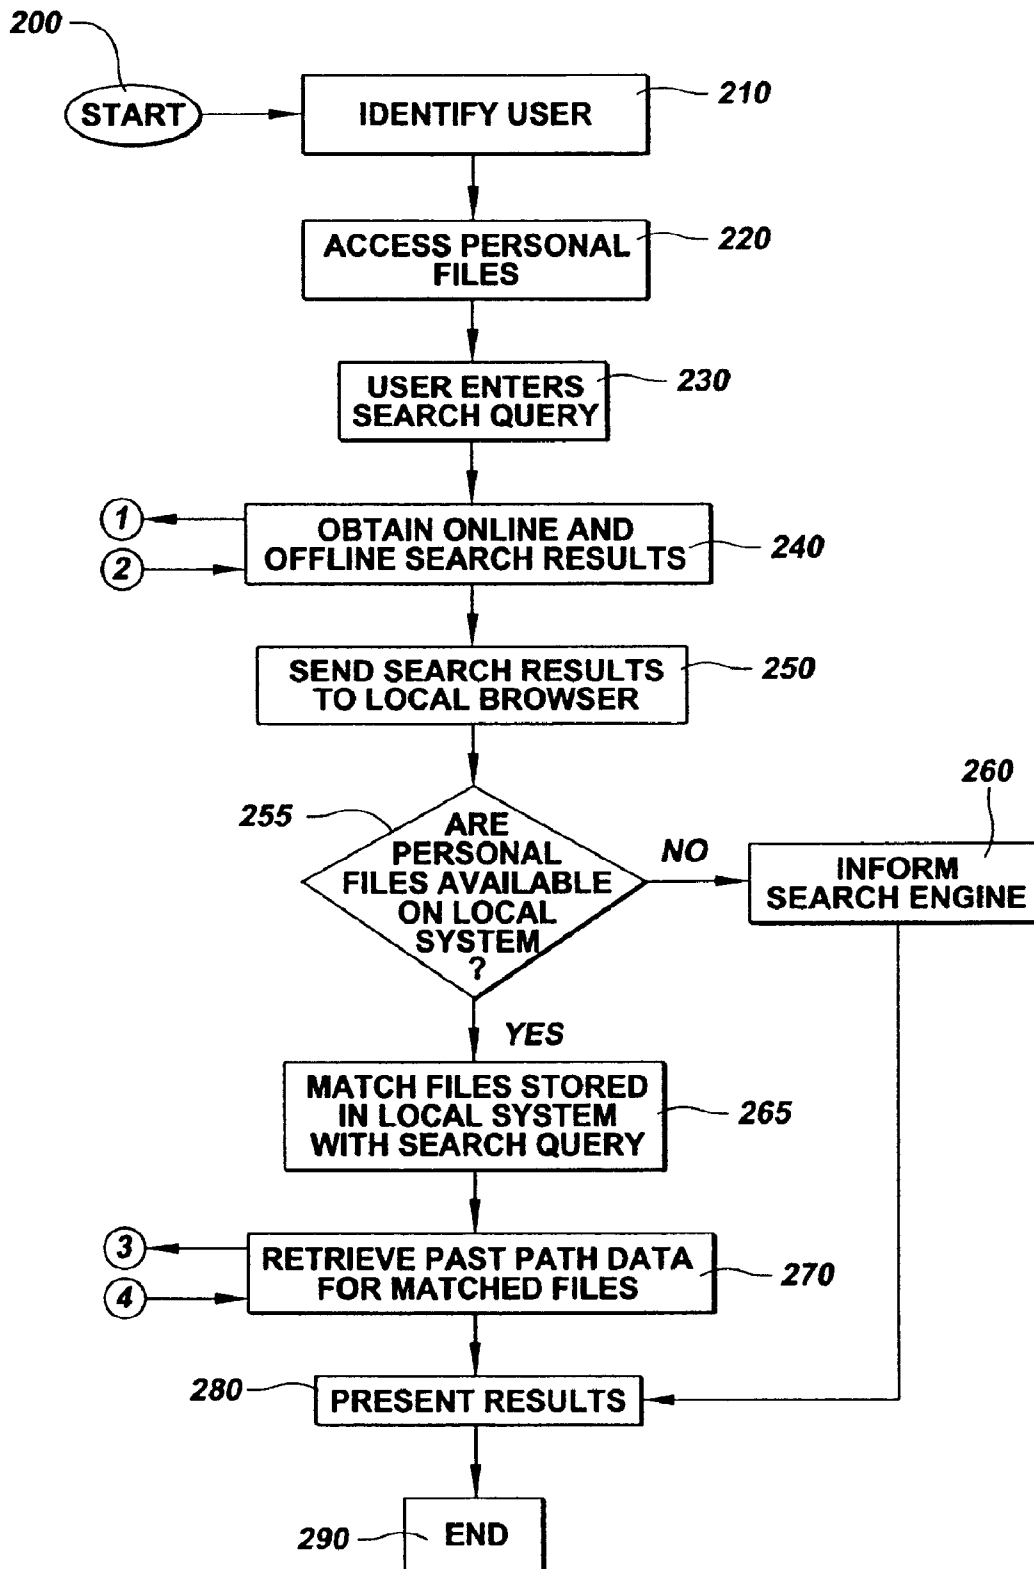 200
START
IDENTIFY USER
210
ACCESS PERSONAL
FILES
220
USER ENTERS
SEARCH QUERY
230
1
2
OBTAIN ONLINE AND
OFFLINE SEARCH RESULTS
240
SEND SEARCH RESULTS
TO LOCAL BROWSER
250
255
ARE
PERSONAL
FILES AVAILABLE
ON LOCAL
SYSTEM
?
NO
260
INFORM
SEARCH ENGINE
YES
MATCH FILES STORED
IN LOCAL SYSTEM
WITH SEARCH QUERY
265
3
4
RETRIEVE PAST PATH DATA
FOR MATCHED FILES
270
280
PRESENT RESULTS
290
END